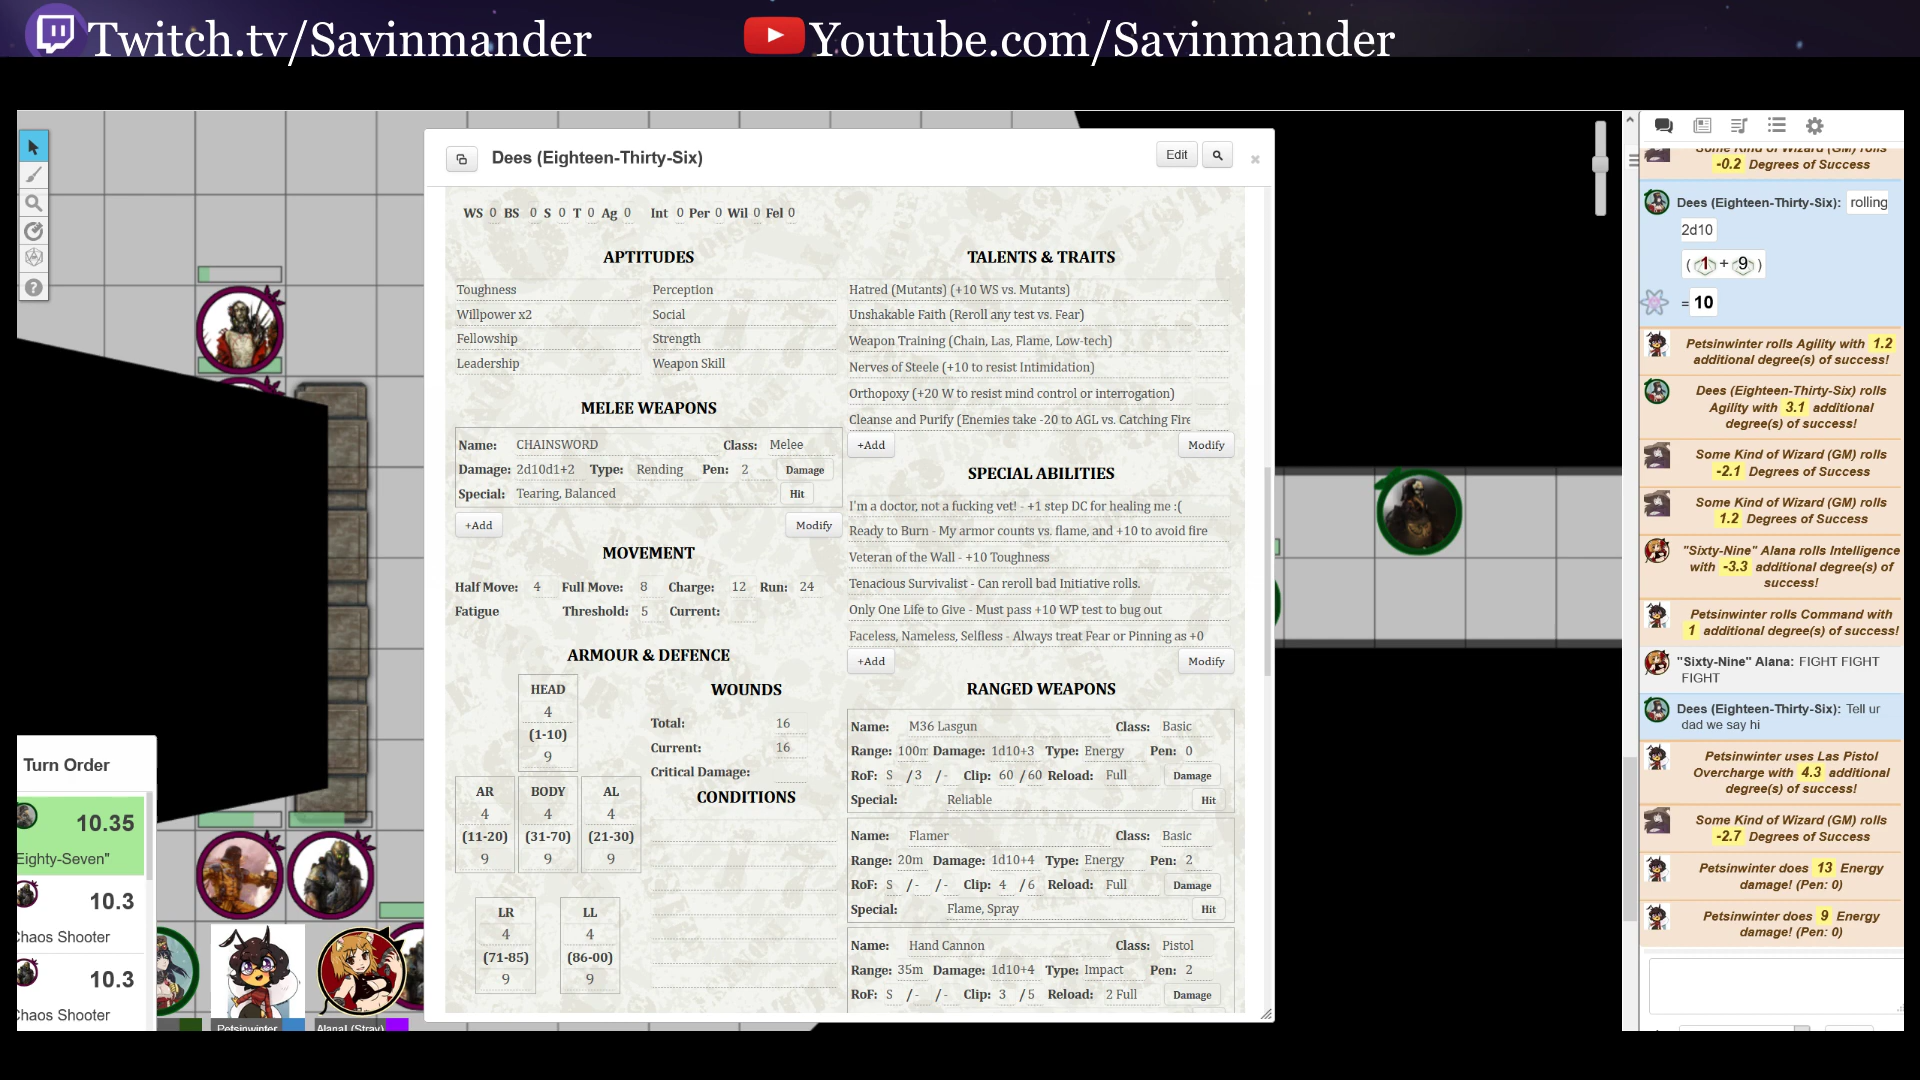 Twitch.tv/Savinmander
Youtube.com/Savinmander
Dees (Eighteen-Thirty-Six)
Edit
WS 0 BS 0 S 0 T 0 Ag 0 Int 0 Per 0 Wil 0 Fel 0
APTITUDES
Toughness Perception
Willpower x2 Social
Fellowship Strength
Leadership Weapon Skill
MELEE WEAPONS
Name: CHAINSWORD Class: Melee
Damage: 2d10d1+2 Type: Rending Pen: 2 Damage
Special: Tearing, Balanced Hit
+Add Modify
MOVEMENT
Half Move: 4 Full Move: 8 Charge: 12 Run: 24
Fatigue Threshold: 5 Current:
ARMOUR & DEFENCE
HEAD
4
(1-10)
9
AR BODY AL
4 4 4
(11-20) (31-70) (21-30)
9 9 9
LR LL
4 4
(71-85) (86-00)
9 9
WOUNDS
Total: 16
Current: 16
Critical Damage:
CONDITIONS
TALENTS & TRAITS
Hatred (Mutants) (+10 WS vs. Mutants)
Unshakable Faith (Reroll any test vs. Fear)
Weapon Training (Chain, Las, Flame, Low-tech)
Nerves of Steele (+10 to resist Intimidation)
Orthopoxy (+20 W to resist mind control or interrogation)
Cleanse and Purify (Enemies take -20 to AGL vs. Catching Fire
+Add Modify
SPECIAL ABILITIES
I'm a doctor, not a fucking vet! - +1 step DC for healing me :(
Ready to Burn - My armor counts vs. flame, and +10 to avoid fire
Veteran of the Wall - +10 Toughness
Tenacious Survivalist - Can reroll bad Initiative rolls.
Only One Life to Give - Must pass +10 WP test to bug out
Faceless, Nameless, Selfless - Always treat Fear or Pinning as +0
+Add Modify
RANGED WEAPONS
Name: M36 Lasgun Class: Basic
Range: 100m Damage: 1d10+3 Type: Energy Pen: 0
RoF: S / 3 / - Clip: 60 / 60 Reload: Full Damage
Special: Reliable Hit
Name: Flamer Class: Basic
Range: 20m Damage: 1d10+4 Type: Energy Pen: 2
RoF: S / - / - Clip: 4 / 6 Reload: Full Damage
Special: Flame, Spray Hit
Name: Hand Cannon Class: Pistol
Range: 35m Damage: 1d10+4 Type: Impact Pen: 2
RoF: S / - / - Clip: 3 / 5 Reload: 2 Full Damage
Turn Order
10.35
Eighty-Seven"
10.3
Chaos Shooter
10.3
Chaos Shooter
Petsinwinter
Alana! (Stray)
Some Kind of Wizard (GM) rolls
-0.2 Degrees of Success
Dees (Eighteen-Thirty-Six): rolling
2d10
(1+9)
=10
Petsinwinter rolls Agility with 1.2
additional degree(s) of success!
Dees (Eighteen-Thirty-Six) rolls
Agility with 3.1 additional
degree(s) of success!
Some Kind of Wizard (GM) rolls
-2.1 Degrees of Success
Some Kind of Wizard (GM) rolls
1.2 Degrees of Success
"Sixty-Nine" Alana rolls Intelligence
with -3.3 additional degree(s) of
success!
Petsinwinter rolls Command with
1 additional degree(s) of success!
"Sixty-Nine" Alana: FIGHT FIGHT
FIGHT
Dees (Eighteen-Thirty-Six): Tell ur
dad we say hi
Petsinwinter uses Las Pistol
Overcharge with 4.3 additional
degree(s) of success!
Some Kind of Wizard (GM) rolls
-2.7 Degrees of Success
Petsinwinter does 13 Energy
damage! (Pen: 0)
Petsinwinter does 9 Energy
damage! (Pen: 0)